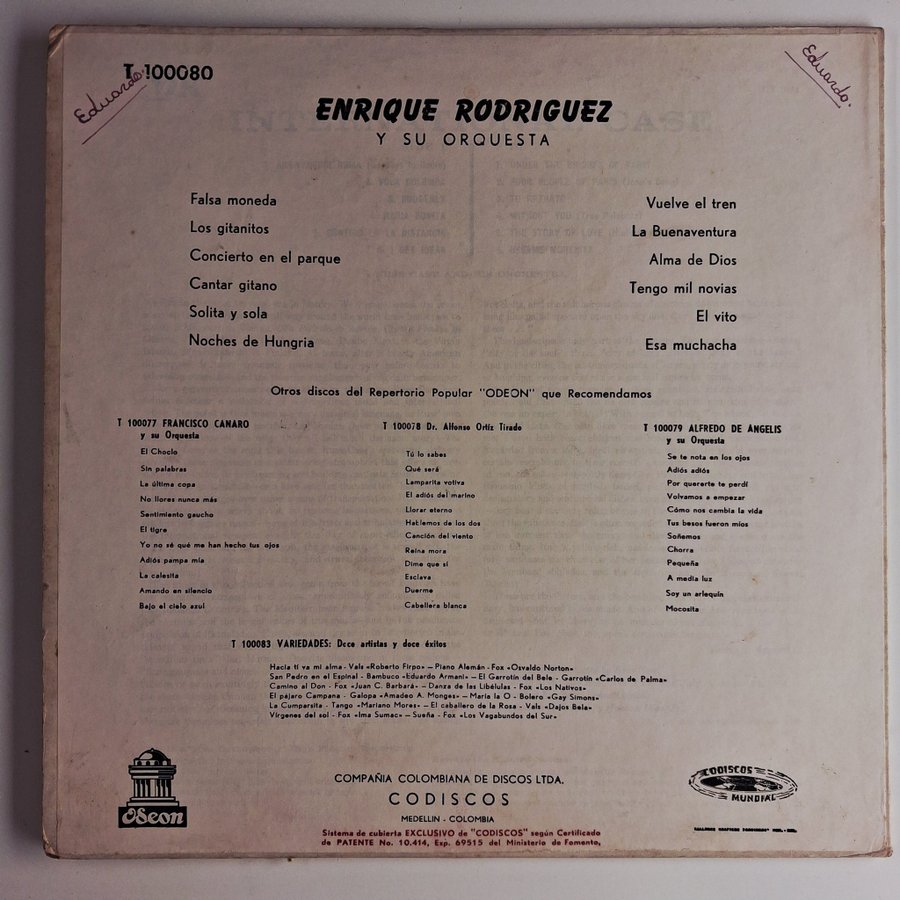 T 100080
Eduardo.
Eduardo.
ENRIQUE RODRIGUEZ
Y SU ORQUESTA
Falsa moneda
Los gitanitos
Concierto en el parque
Cantar gitano
Solita y sola
Noches de Hungria
Vuelve el tren
La Buenaventura
Alma de Dios
Tengo mil novias
El vito
Esa muchacha
Otros discos del Repertorio Popular "ODEON" que Recomendamos
T 100077 FRANCISCO CANARO
y su Orquesta
El Choclo
Sin palabras
La última copa
No llores nunca más
Sentimiento gaucho
El tigre
Yo no sé qué me han hecho tus ojos
Adiós pampa mía
La calesita
Amando en silencio
Bajo el cielo azul
T 100078 Dr. Alfonso Ortíz Tirado
Tú lo sabes
Qué será
Lamparita votiva
El adiós del marino
Llorar eterno
Hablemos de los dos
Canción del viento
Reina mora
Dime que sí
Esclava
Duerme
Cabellera blanca
T 100079 ALFREDO DE ANGELIS
y su Orquesta
Se te nota en los ojos
Adiós adiós
Por quererte te perdí
Volvamos a empezar
Cómo nos cambia la vida
Tus besos fueron míos
Soñemos
Chorra
Pequeña
A media luz
Soy un arlequín
Mocosita
T 100083 VARIEDADES: Doce artistas y doce éxitos
Hacia ti va mi alma - Vals «Roberto Firpo» — Piano Alemán - Fox «Osvaldo Norton»
San Pedro en el Espinal - Bambuco «Eduardo Armani» — El Garrotín del Bele - Garrotín «Carlos de Palma»
Camino al Don - Fox «Juan C. Barbará» — Danza de las Libélulas - Fox «Los Nativos»
El pájaro Campana - Galopa «Amadeo A. Monges» — María la O - Bolero «Gay Simons»
La Cumparsita - Tango «Mariano Mores» — El caballero de la Rosa - Vals «Dajos Bela»
Vírgenes del sol - Fox «Ima Sumac» — Sueña - Fox «Los Vagabundos del Sur»
Odeon
COMPAÑIA COLOMBIANA DE DISCOS LTDA.
CODISCOS
MEDELLIN - COLOMBIA
Sistema de cubierta EXCLUSIVO de "CODISCOS" según Certificado
de PATENTE No. 10.414, Exp. 69515 del Ministerio de Fomento,
CODISCOS
MUNDIAL